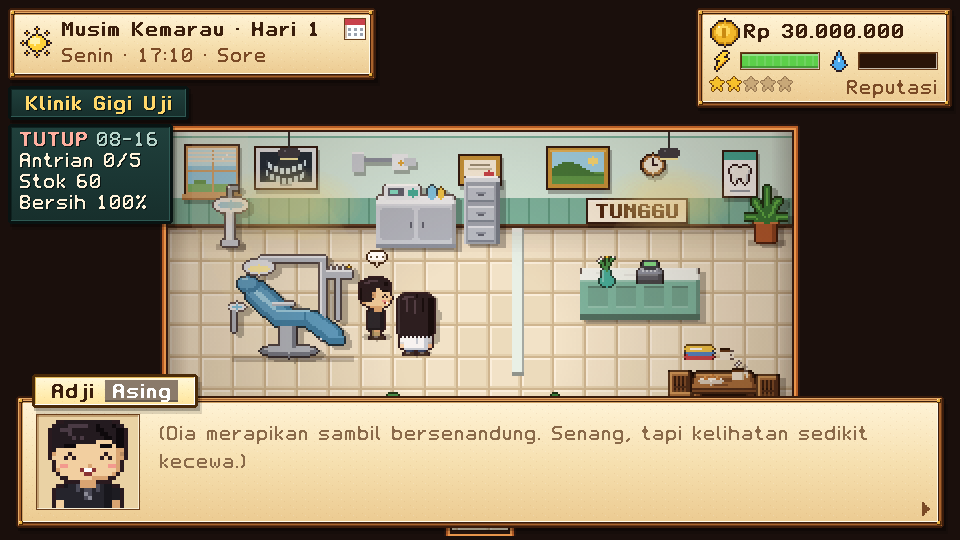 Musim Kemarau · Hari 1
Senin · 17:10 · Sore
Rp 30.000.000
Reputasi
Klinik Gigi Uji
TUTUP 08-16
Antrian 0/5
Stok 60
Bersih 100%
TUNGGU
Adji Asing
(Dia merapikan sambil bersenandung. Senang, tapi kelihatan sedikit
kecewa.)